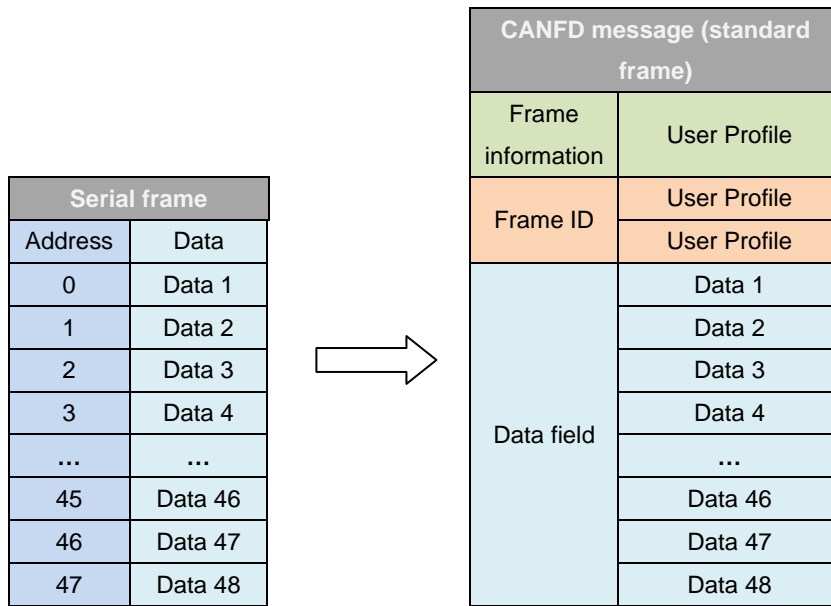 Serial frame
Address Data
0 Data 1
1 Data 2
2 Data 3
3 Data 4
... ...
45 Data 46
46 Data 47
47 Data 48
CANFD message (standard
frame)
Frame
information
User Profile
Frame ID
User Profile
User Profile
Data field
Data 1
Data 2
Data 3
Data 4
...
Data 46
Data 47
Data 48